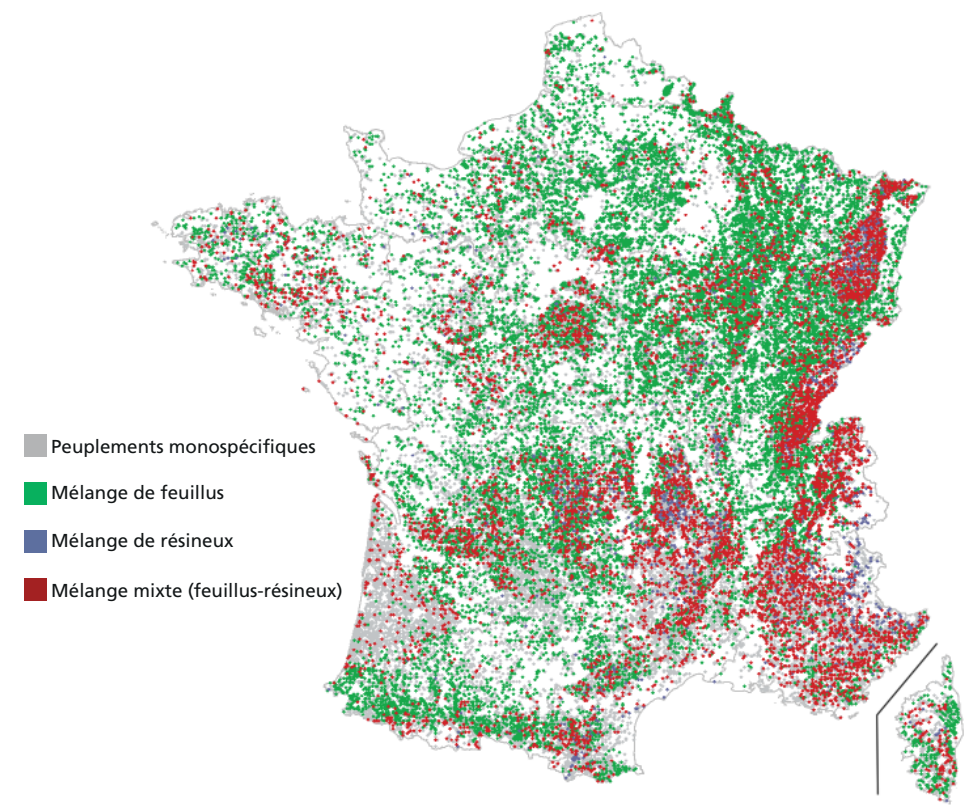 Peuplements monospécifiques
Mélange de feuillus
Mélange de résineux
Mélange mixte (feuillus-résineux)